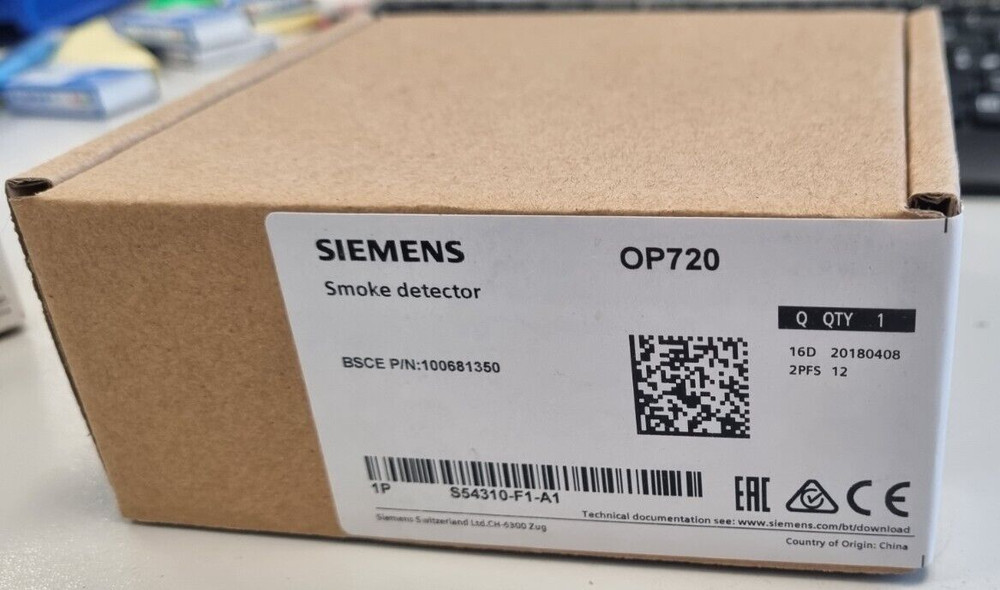 SIEMENS
OP720
Smoke detector
Q QTY 1
16D 20180408
2PFS 12
BSCE P/N:100681350
1P S54310-F1-A1
EAC
CE
Siemens Switzerland Ltd.CH-6300 Zug
Technical documentation see: www.siemens.com/bt/download
Country of Origin: China